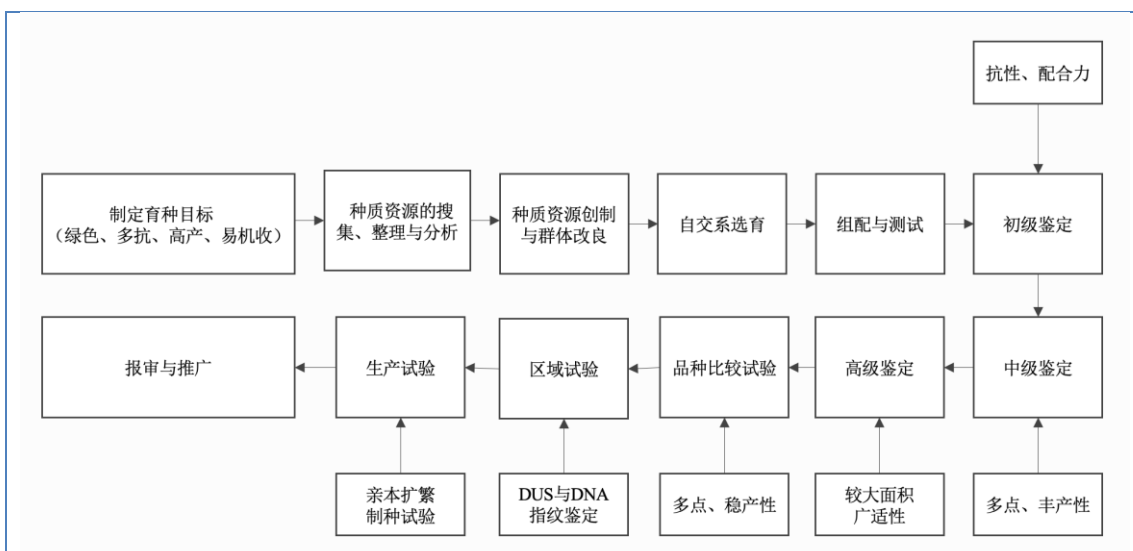 抗性、配合力
制定育种目标
（绿色、多抗、高产、易机收）
种质资源的搜
集、整理与分析
种质资源创制
与群体改良
自交系选育
组配与测试
初级鉴定
报审与推广
生产试验
区域试验
品种比较试验
高级鉴定
中级鉴定
亲本扩繁
制种试验
DUS与DNA
指纹鉴定
多点、稳产性
较大面积
广适性
多点、丰产性